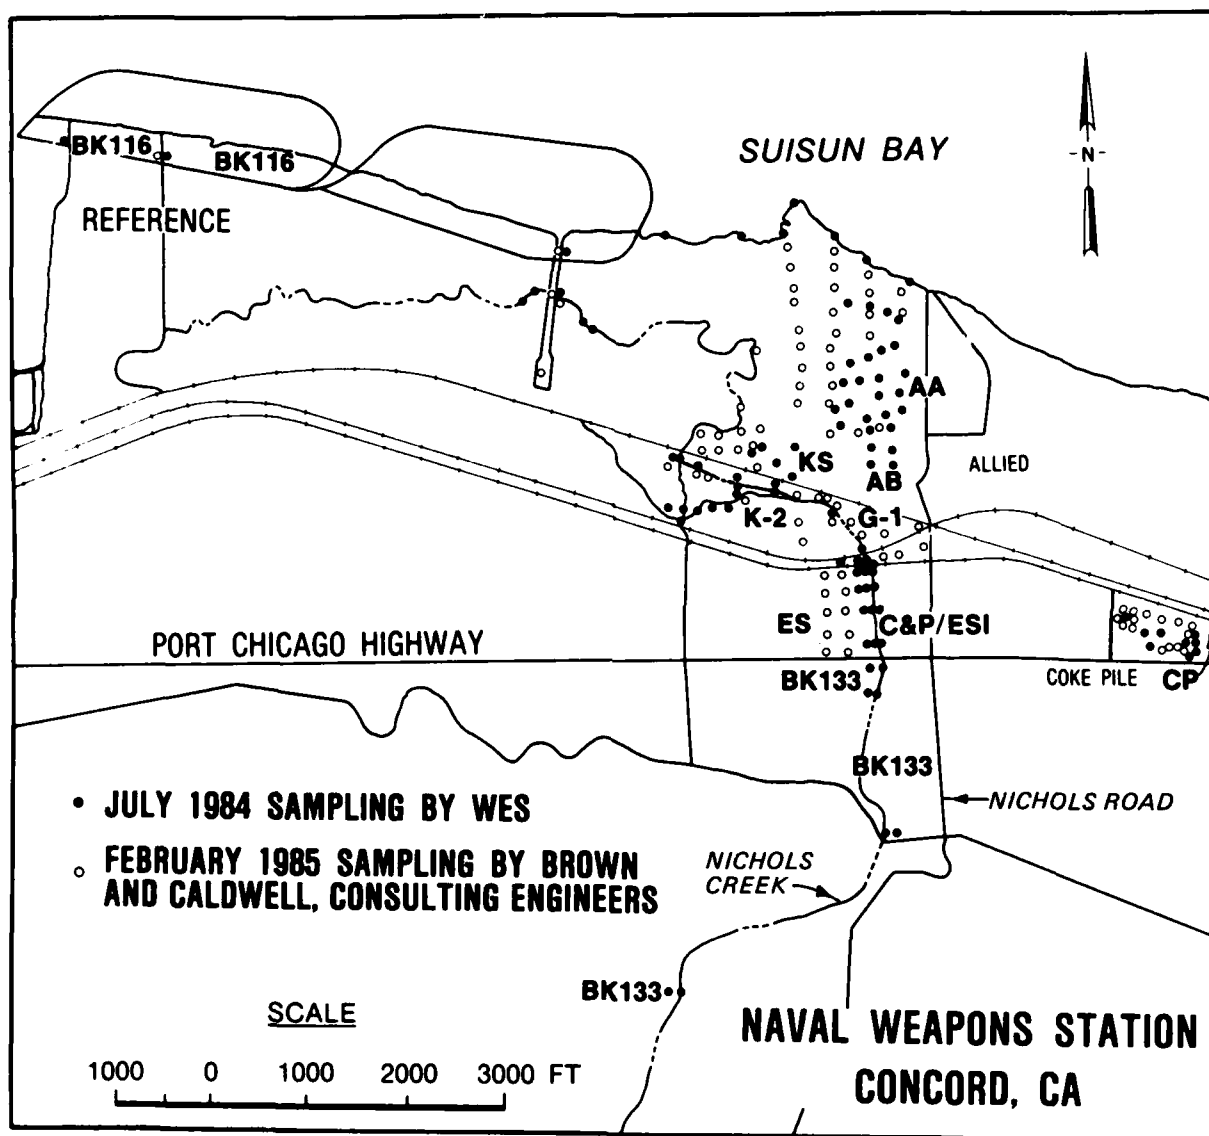 SUISUN BAY
N
BK116
BK116
REFERENCE
AA
ALLIED
KS
AB
K-2
G-1
ES
C&P/ESI
PORT CHICAGO HIGHWAY
BK133
COKE PILE
CP
BK133
NICHOLS ROAD
• JULY 1984 SAMPLING BY WES
○ FEBRUARY 1985 SAMPLING BY BROWN
AND CALDWELL, CONSULTING ENGINEERS
NICHOLS
CREEK
BK133
SCALE
1000 0 1000 2000 3000 FT
NAVAL WEAPONS STATION
CONCORD, CA